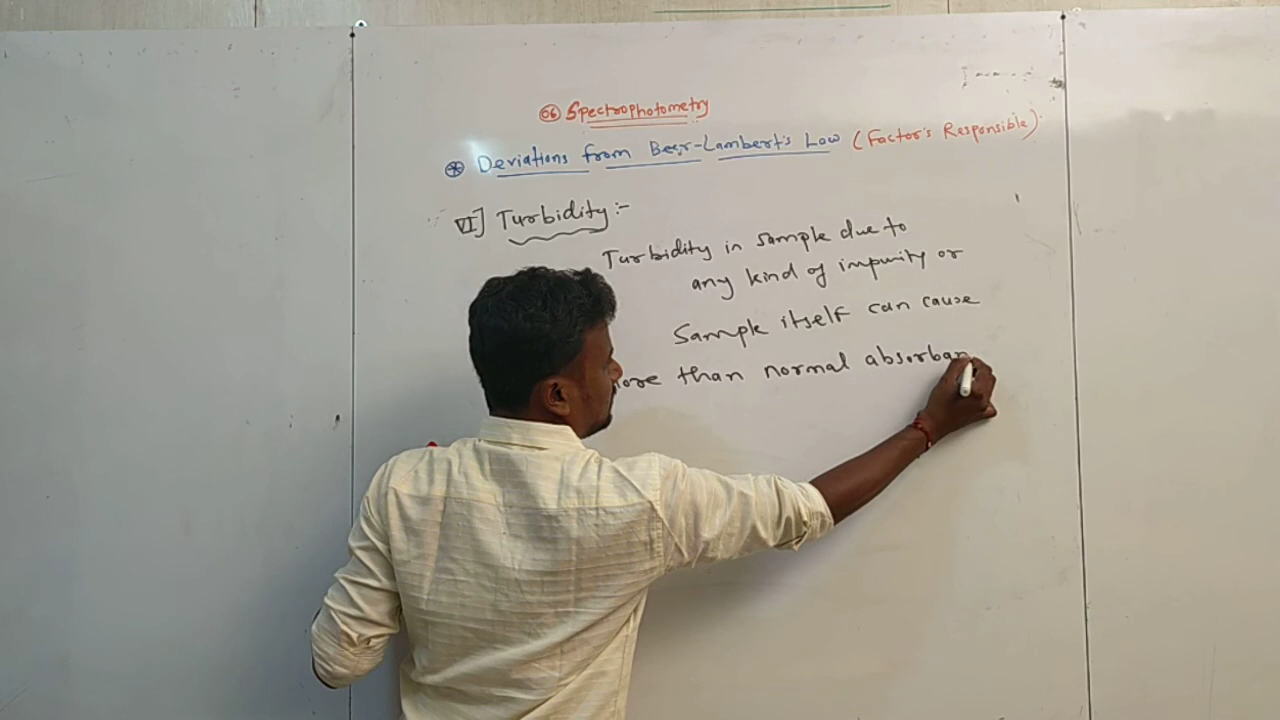 06 Spectrophotometry
Deviations from Beer-Lambert's Law (Factor's Responsible)
VI] Turbidity:-
Turbidity in sample due to
any kind of impurity or
Sample itself can cause
more than normal absorban